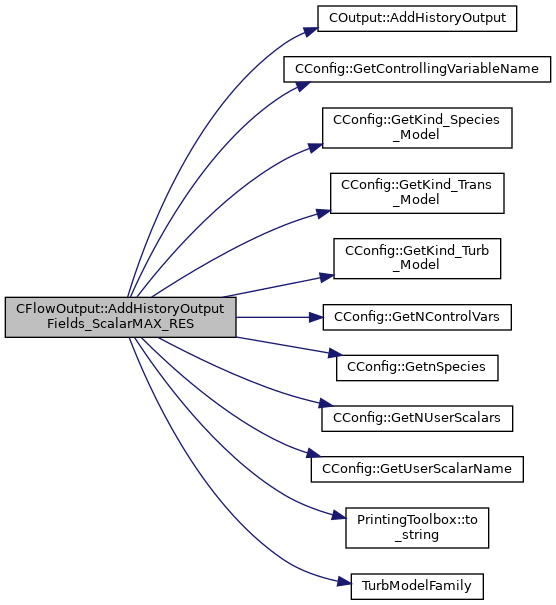 COutput::AddHistoryOutput
CConfig::GetControllingVariableName
CConfig::GetKind_Species
_Model
CConfig::GetKind_Trans
_Model
CConfig::GetKind_Turb
_Model
CFlowOutput::AddHistoryOutput
Fields_ScalarMAX_RES
CConfig::GetNControlVars
CConfig::GetnSpecies
CConfig::GetNUserScalars
CConfig::GetUserScalarName
PrintingToolbox::to
_string
TurbModelFamily